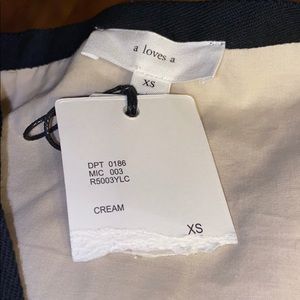 a loves a
XS
DPT 0186
MIC 003
R5003YLC
CREAM
XS